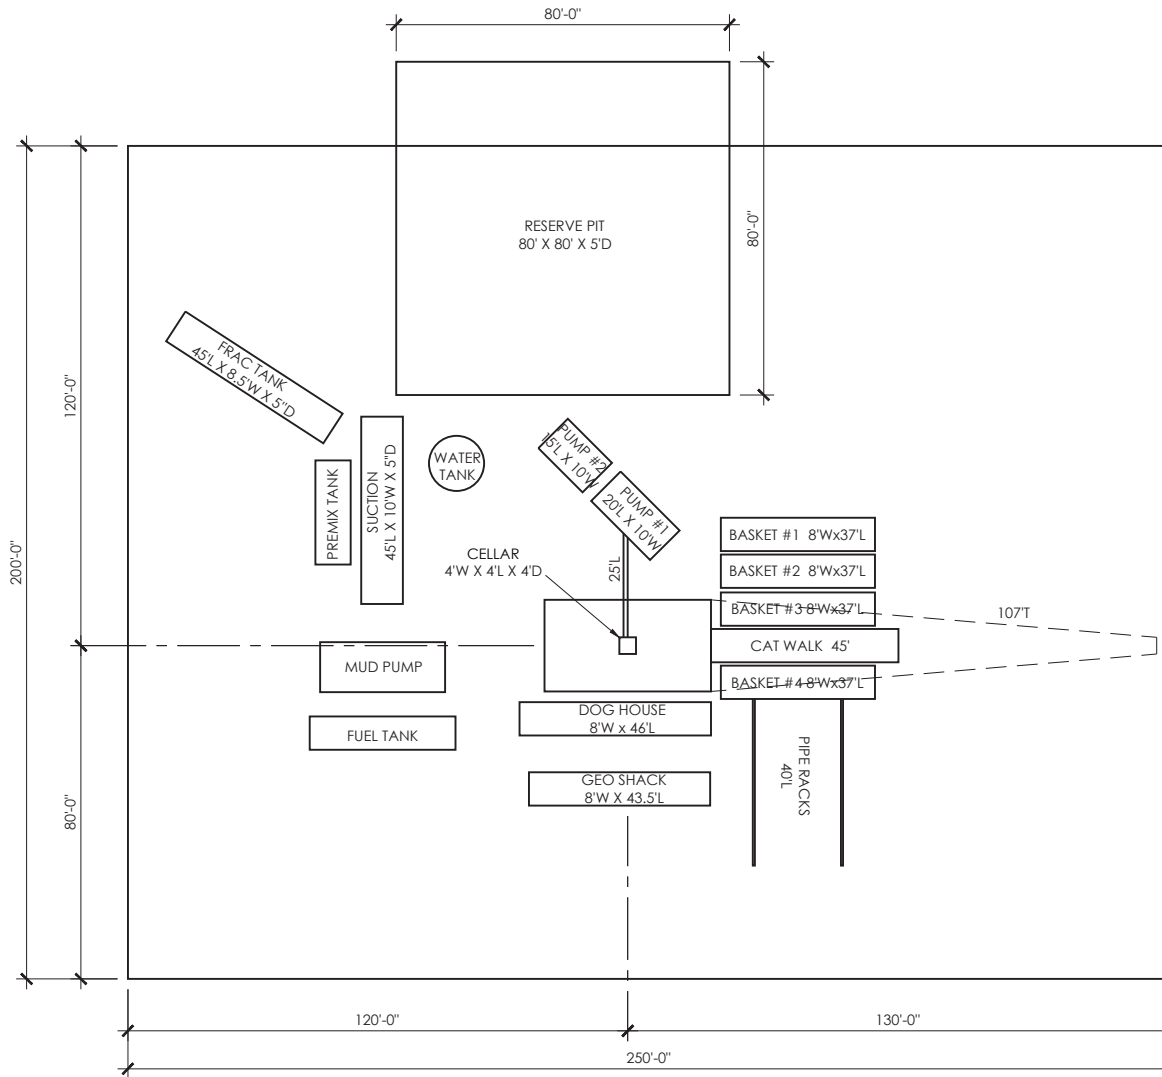 80'-0"
RESERVE PIT
80' X 80' X 5'D
80'-0"
120'-0"
200'-0"
FRAC TANK
45'L X 8.5'W X 5"D
PREMIX TANK
SUCTION
45'L X 10'W X 5"D
WATER
TANK
PUMP #2
15'L X 10'W
PUMP #1
20'L X 10'W
CELLAR
4'W X 4'L X 4'D
25'L
BASKET #1 8'Wx37'L
BASKET #2 8'Wx37'L
BASKET #3 8'Wx37'L
107'T
CAT WALK 45'
BASKET #4 8'Wx37'L
MUD PUMP
DOG HOUSE
8'W x 46'L
FUEL TANK
GEO SHACK
8'W X 43.5'L
PIPE RACKS
40'L
80'-0"
120'-0"
130'-0"
250'-0"